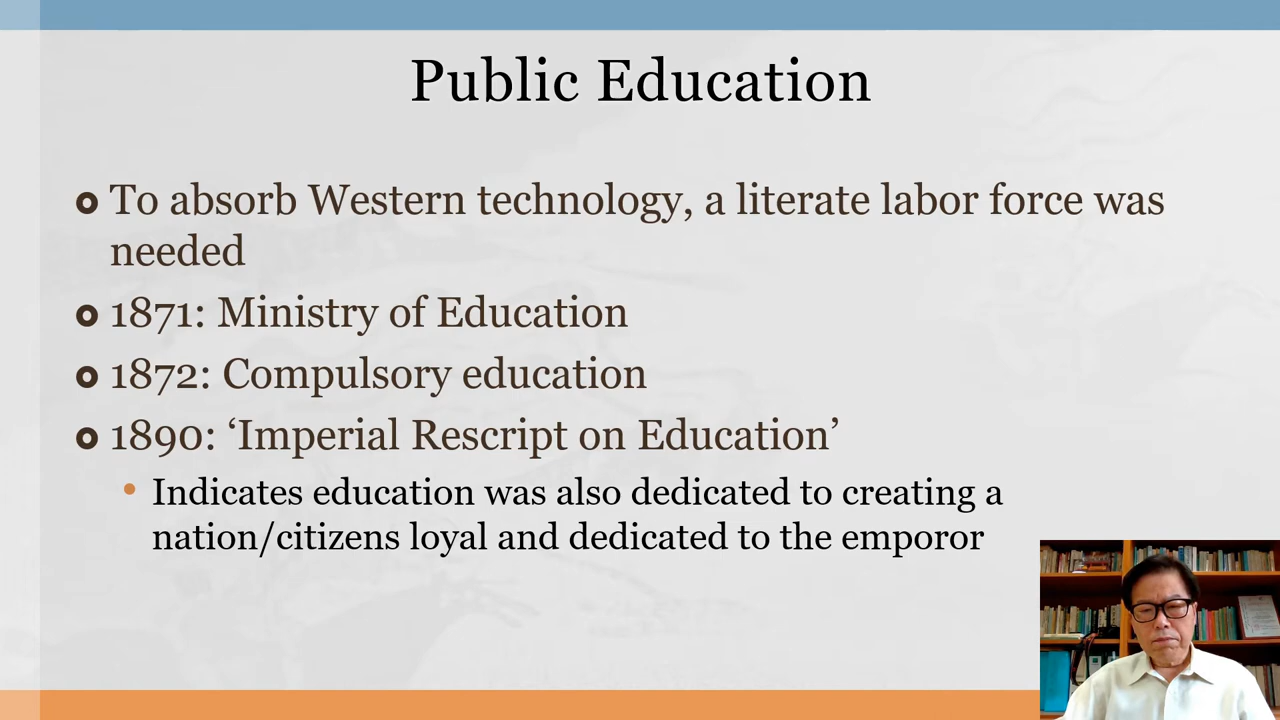 Public Education
To absorb Western technology, a literate labor force was
needed
1871: Ministry of Education
1872: Compulsory education
1890: ‘Imperial Rescript on Education’
Indicates education was also dedicated to creating a
nation/citizens loyal and dedicated to the emporor